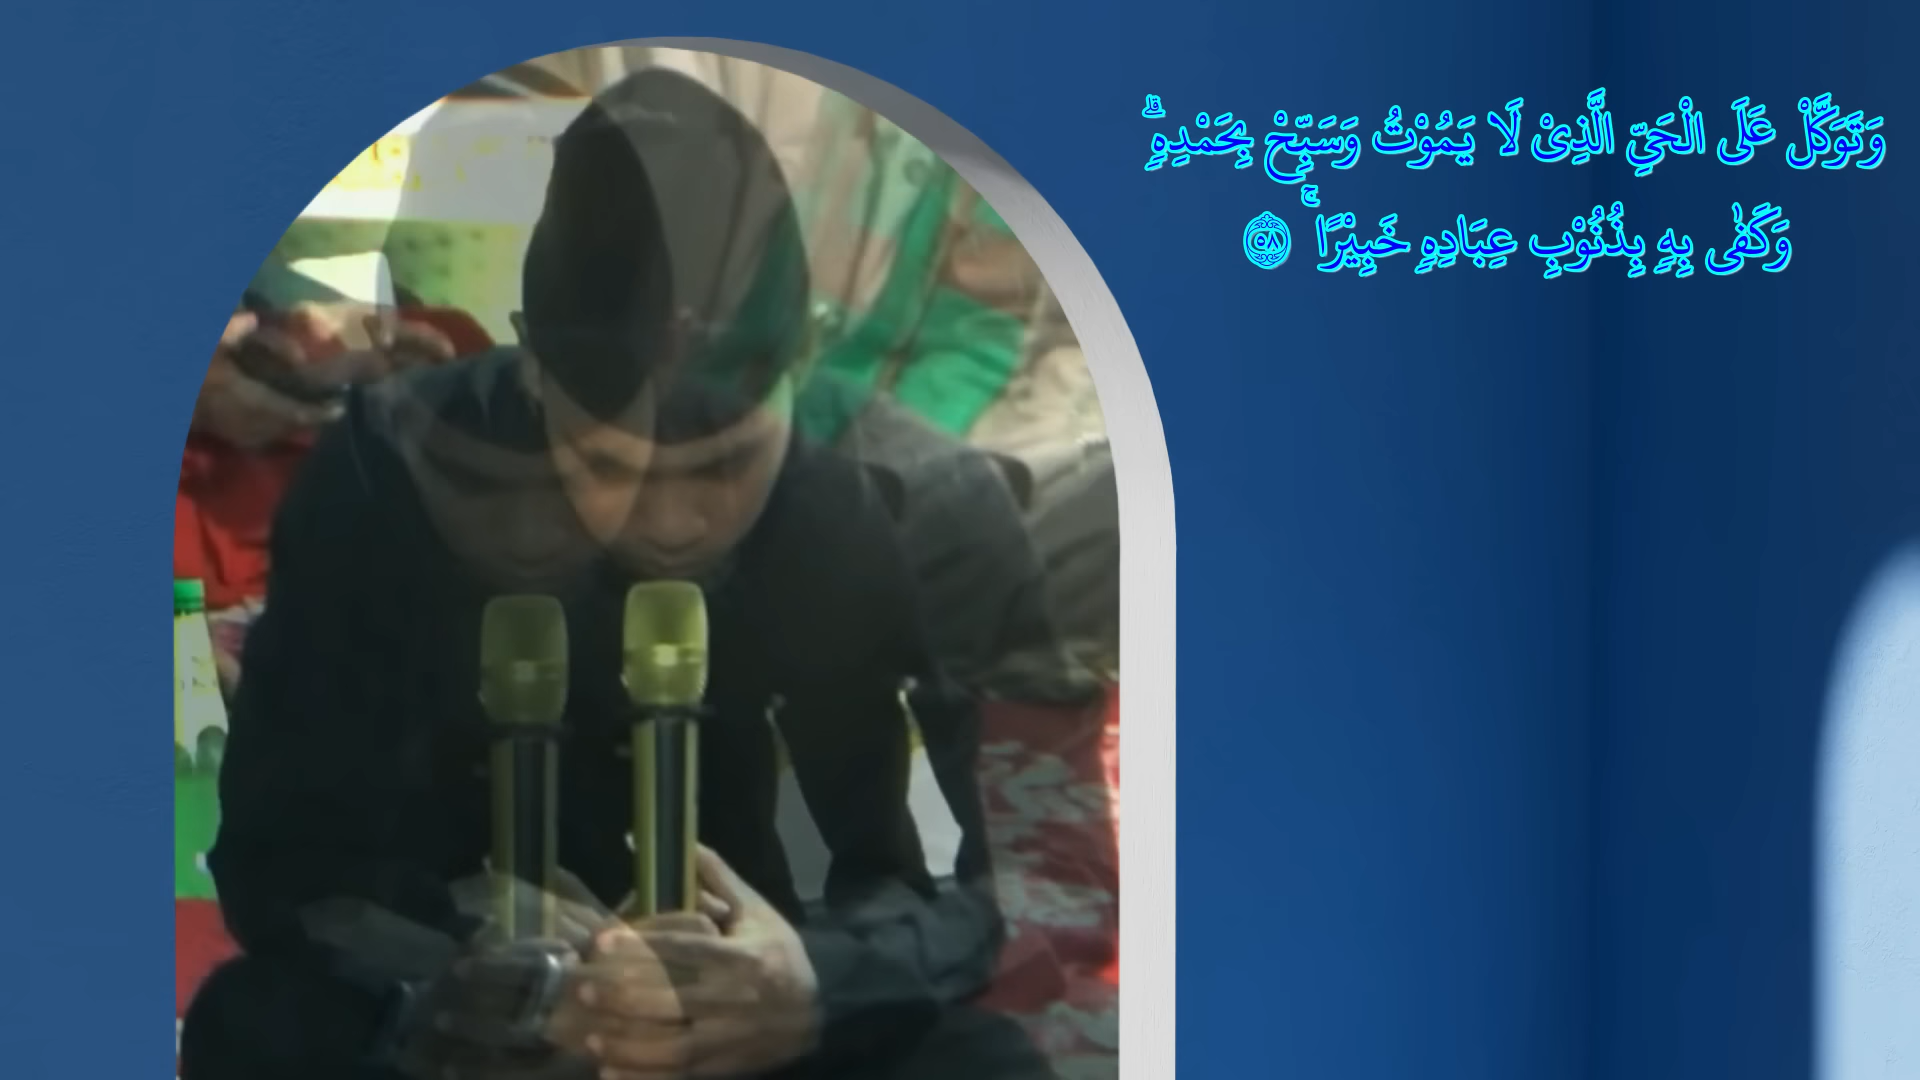 وَتَوَكَّلْ عَلَى الْحَيِّ الَّذِيْ لَا يَمُوْتُ وَسَبِّحْ بِحَمْدِهٖۗ
وَكَفٰى بِهٖ بِذُنُوْبِ عِبَادِهٖ خَبِيْرًاۚ ۝٥٨